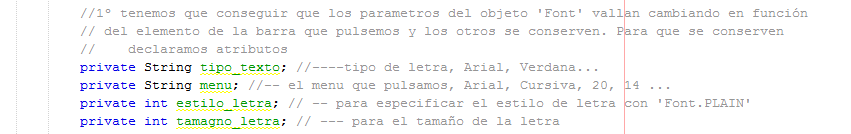 //1º tenemos que conseguir que los parametros del objeto 'Font' vallan cambiando en función
// del elemento de la barra que pulsemos y los otros se conserven. Para que se conserven
//    declaramos atributos
private String tipo_texto; //----tipo de letra, Arial, Verdana...
private String menu; //-- el menu que pulsamos, Arial, Cursiva, 20, 14 ...
private int estilo_letra; // -- para especificar el estilo de letra con 'Font.PLAIN'
private int tamagno_letra; // --- para el tamaño de la letra